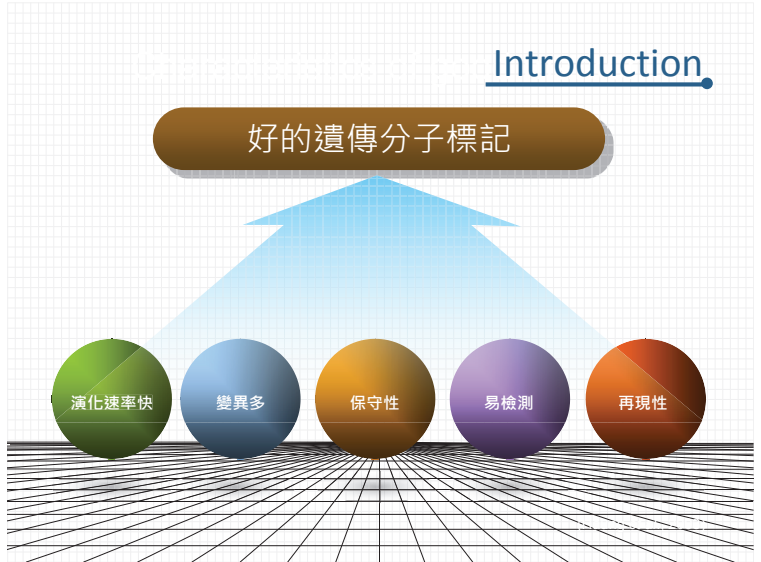 Introduction
好的遺傳分子標記
演化速率快
變異多
保守性
易檢測
再現性